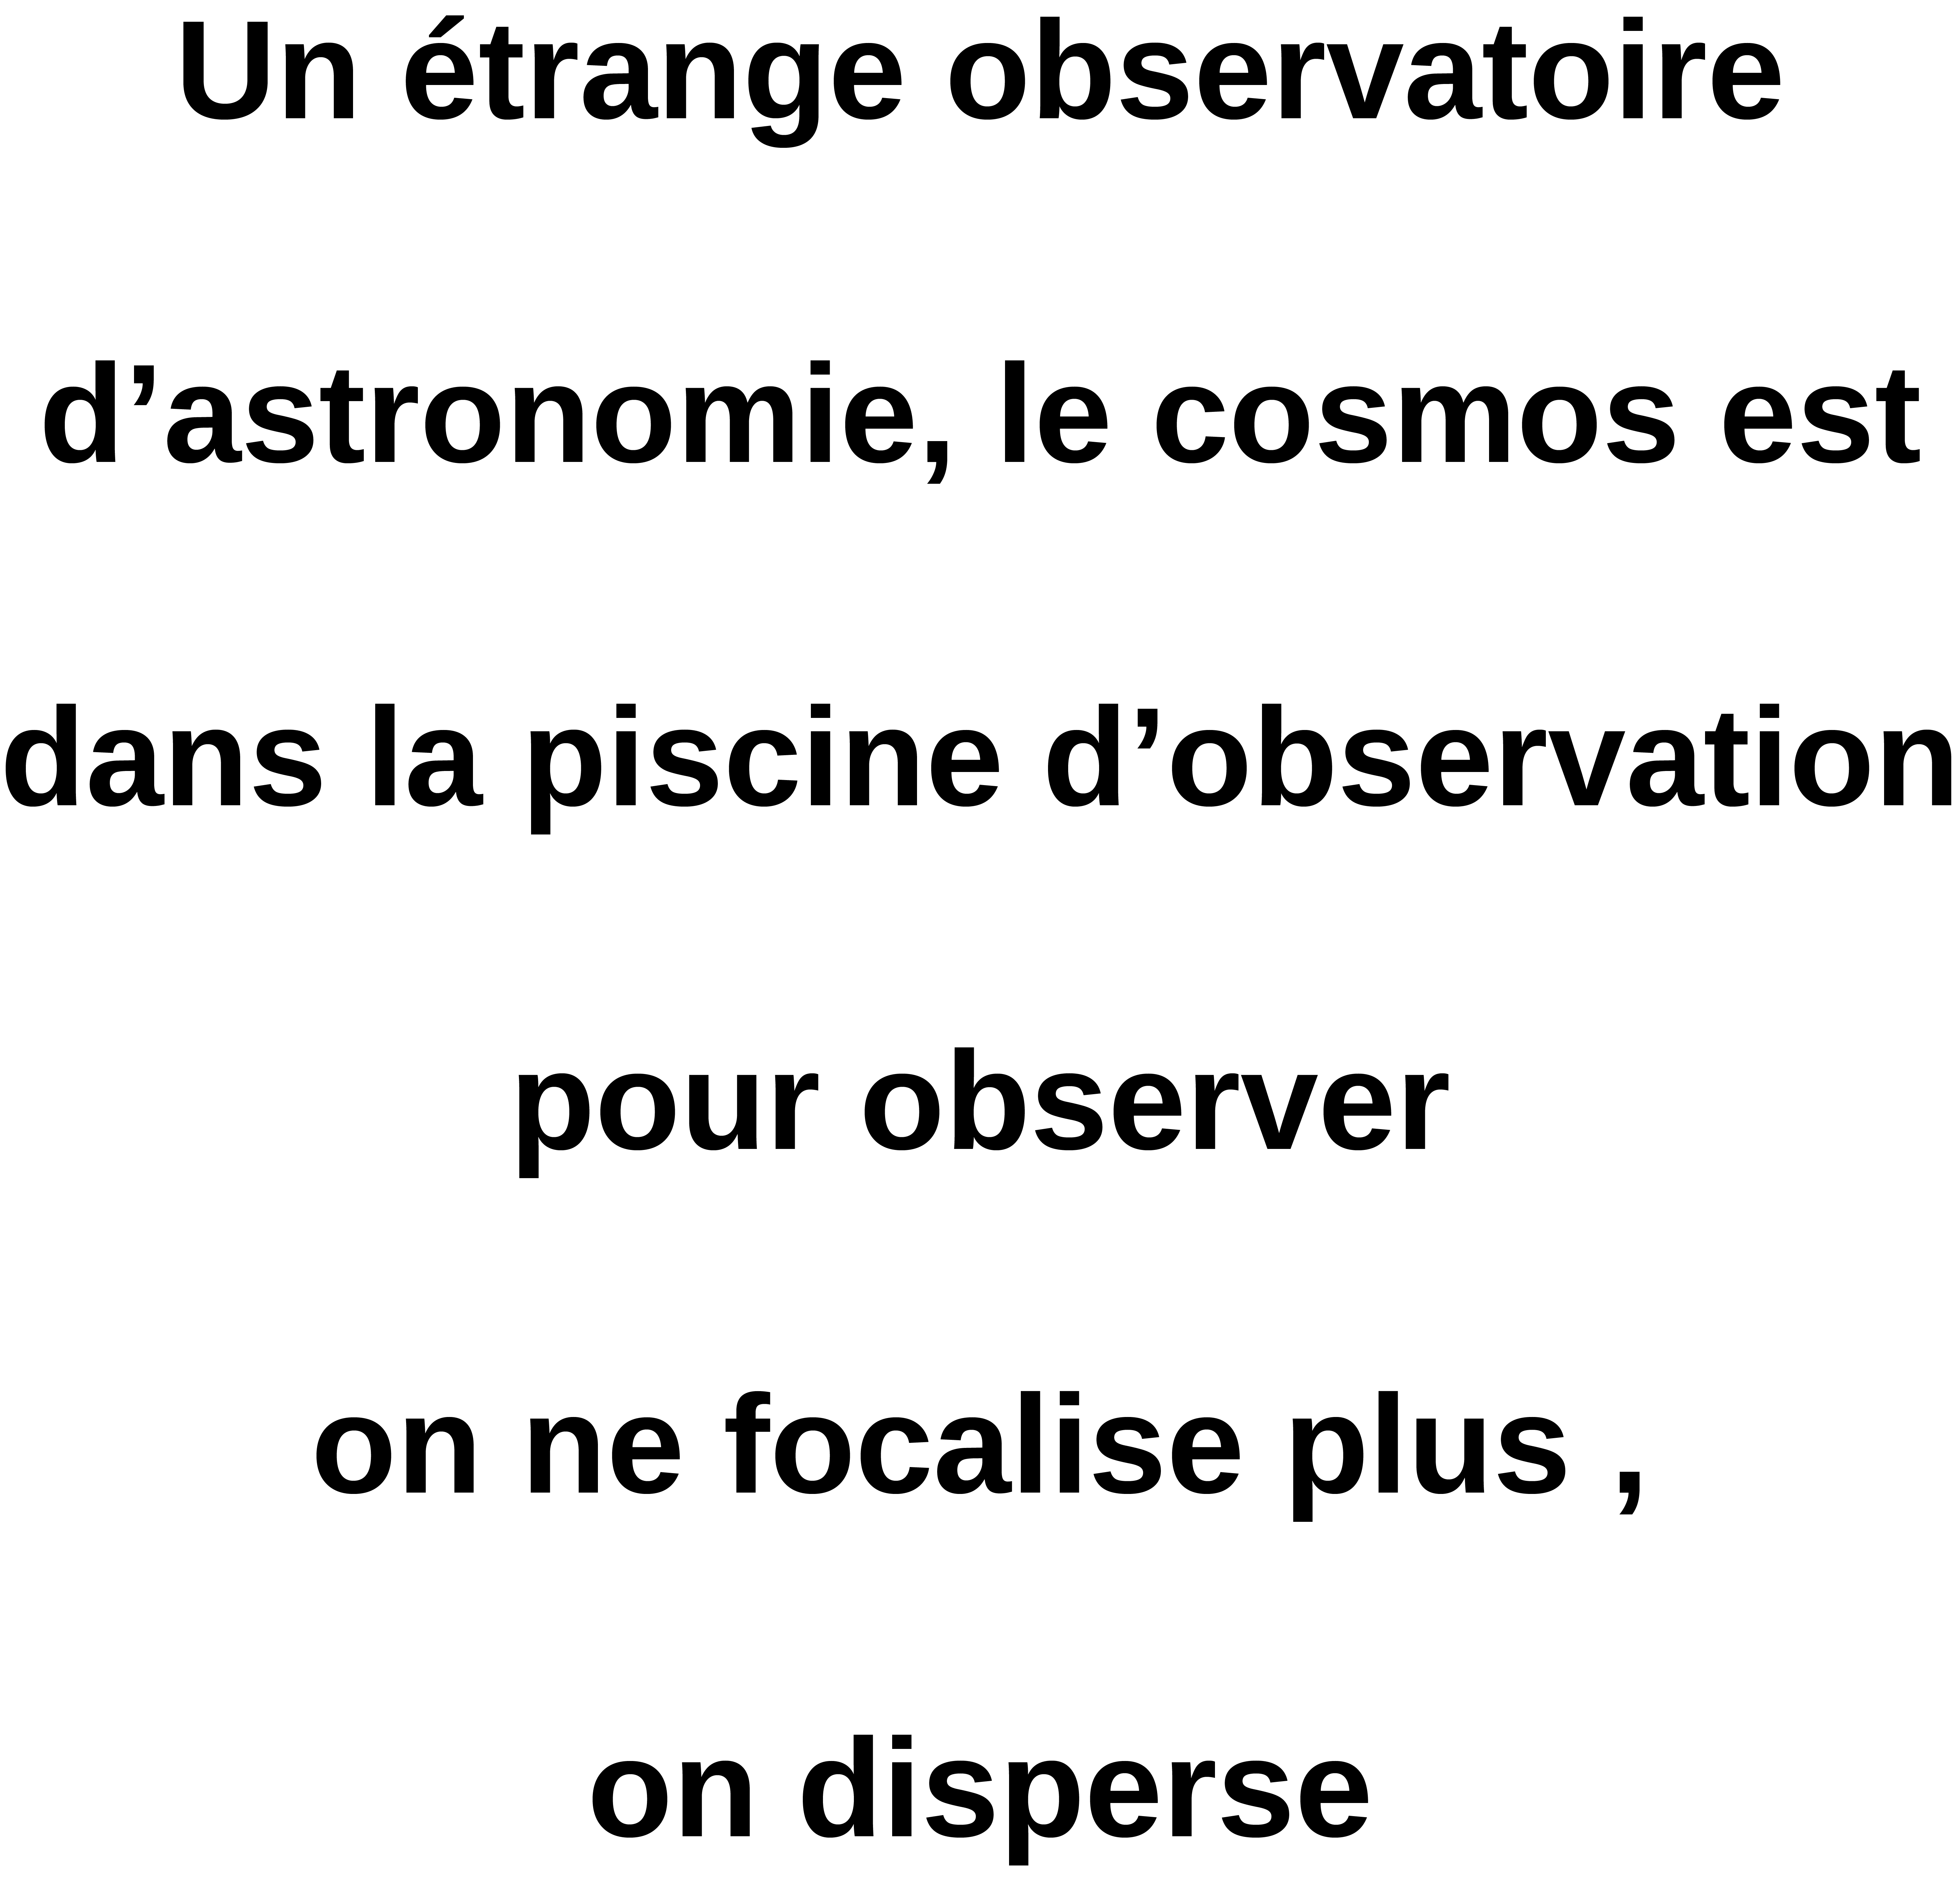 Un étrange observatoire
d’astronomie, le cosmos est
dans la piscine d’observation
pour observer
on ne focalise plus ,
on disperse